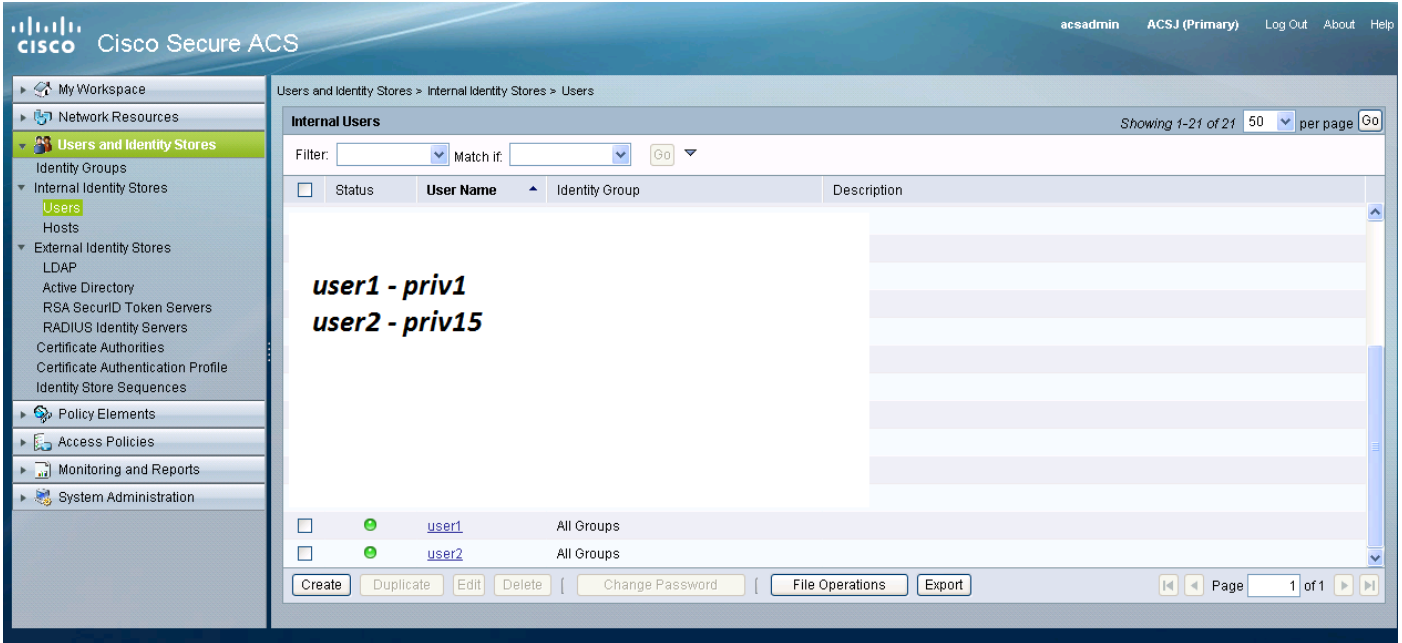 CISCO Cisco Secure ACS
acsadmin ACSJ (Primary) Log Out About Help
My Workspace
Network Resources
Users and Identity Stores
Identity Groups
Internal Identity Stores
Users
Hosts
External Identity Stores
LDAP
Active Directory
RSA SecurID Token Servers
RADIUS Identity Servers
Certificate Authorities
Certificate Authentication Profile
Identity Store Sequences
Policy Elements
Access Policies
Monitoring and Reports
System Administration
Users and Identity Stores > Internal Identity Stores > Users
Internal Users Showing 1-21 of 21 50 per page Go
Filter: Match if: Go
Status User Name Identity Group Description
user1 - priv1
user2 - priv15
user1 All Groups
user2 All Groups
Create Duplicate Edit Delete | Change Password | File Operations Export Page 1 of 1